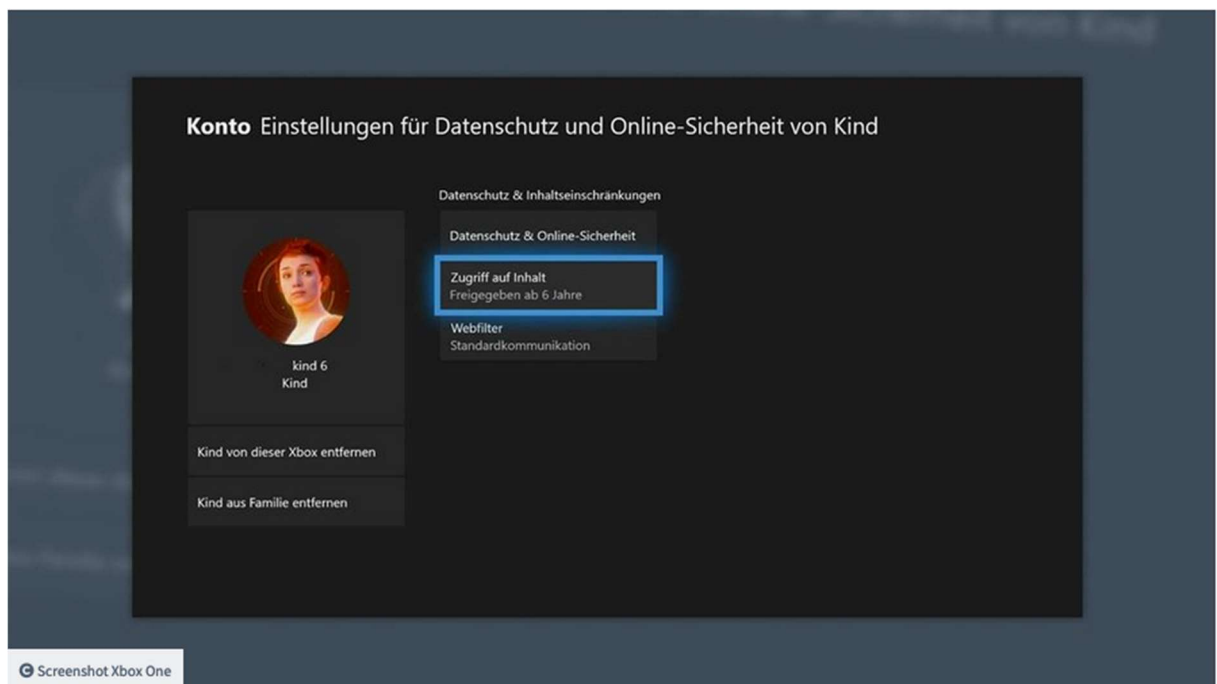 Konto Einstellungen für Datenschutz und Online-Sicherheit von Kind
Datenschutz & Inhaltseinschränkungen
Datenschutz & Online-Sicherheit
Zugriff auf Inhalt
Freigegeben ab 6 Jahre
Webfilter
Standardkommunikation
kind 6
Kind
Kind von dieser Xbox entfernen
Kind aus Familie entfernen
Screenshot Xbox One